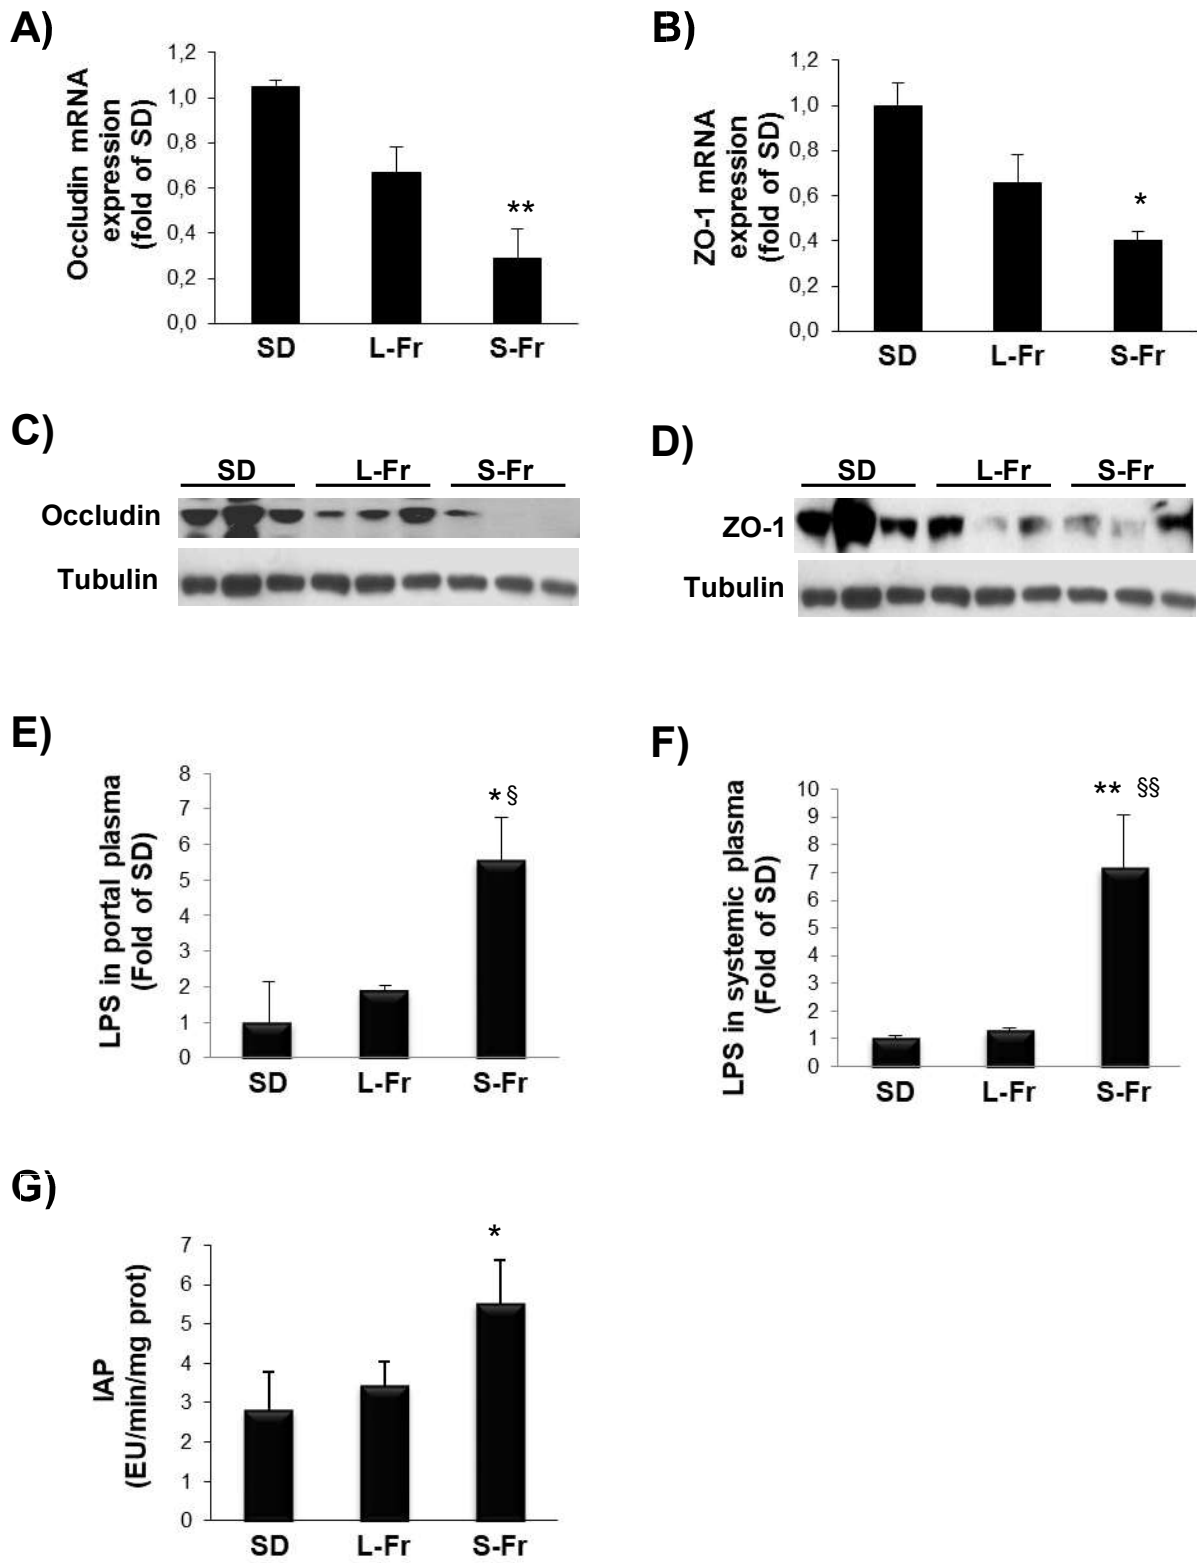 A)
Occludin mRNA
expression
(fold of SD)
1,2
1,0
0,8
0,6
0,4
0,2
0,0
**
SD L-Fr S-Fr
B)
ZO-1 mRNA
expression
(fold of SD)
1,2
1,0
0,8
0,6
0,4
0,2
0,0
*
SD L-Fr S-Fr
C)
SD L-Fr S-Fr
Occludin
Tubulin
D)
SD L-Fr S-Fr
ZO-1
Tubulin
E)
LPS in portal plasma
(Fold of SD)
8
7
6
5
4
3
2
1
0
* §
SD L-Fr S-Fr
F)
LPS in systemic plasma
(Fold of SD)
10
9
8
7
6
5
4
3
2
1
0
** §§
SD L-Fr S-Fr
G)
IAP
(EU/min/mg prot)
7
6
5
4
3
2
1
0
*
SD L-Fr S-Fr